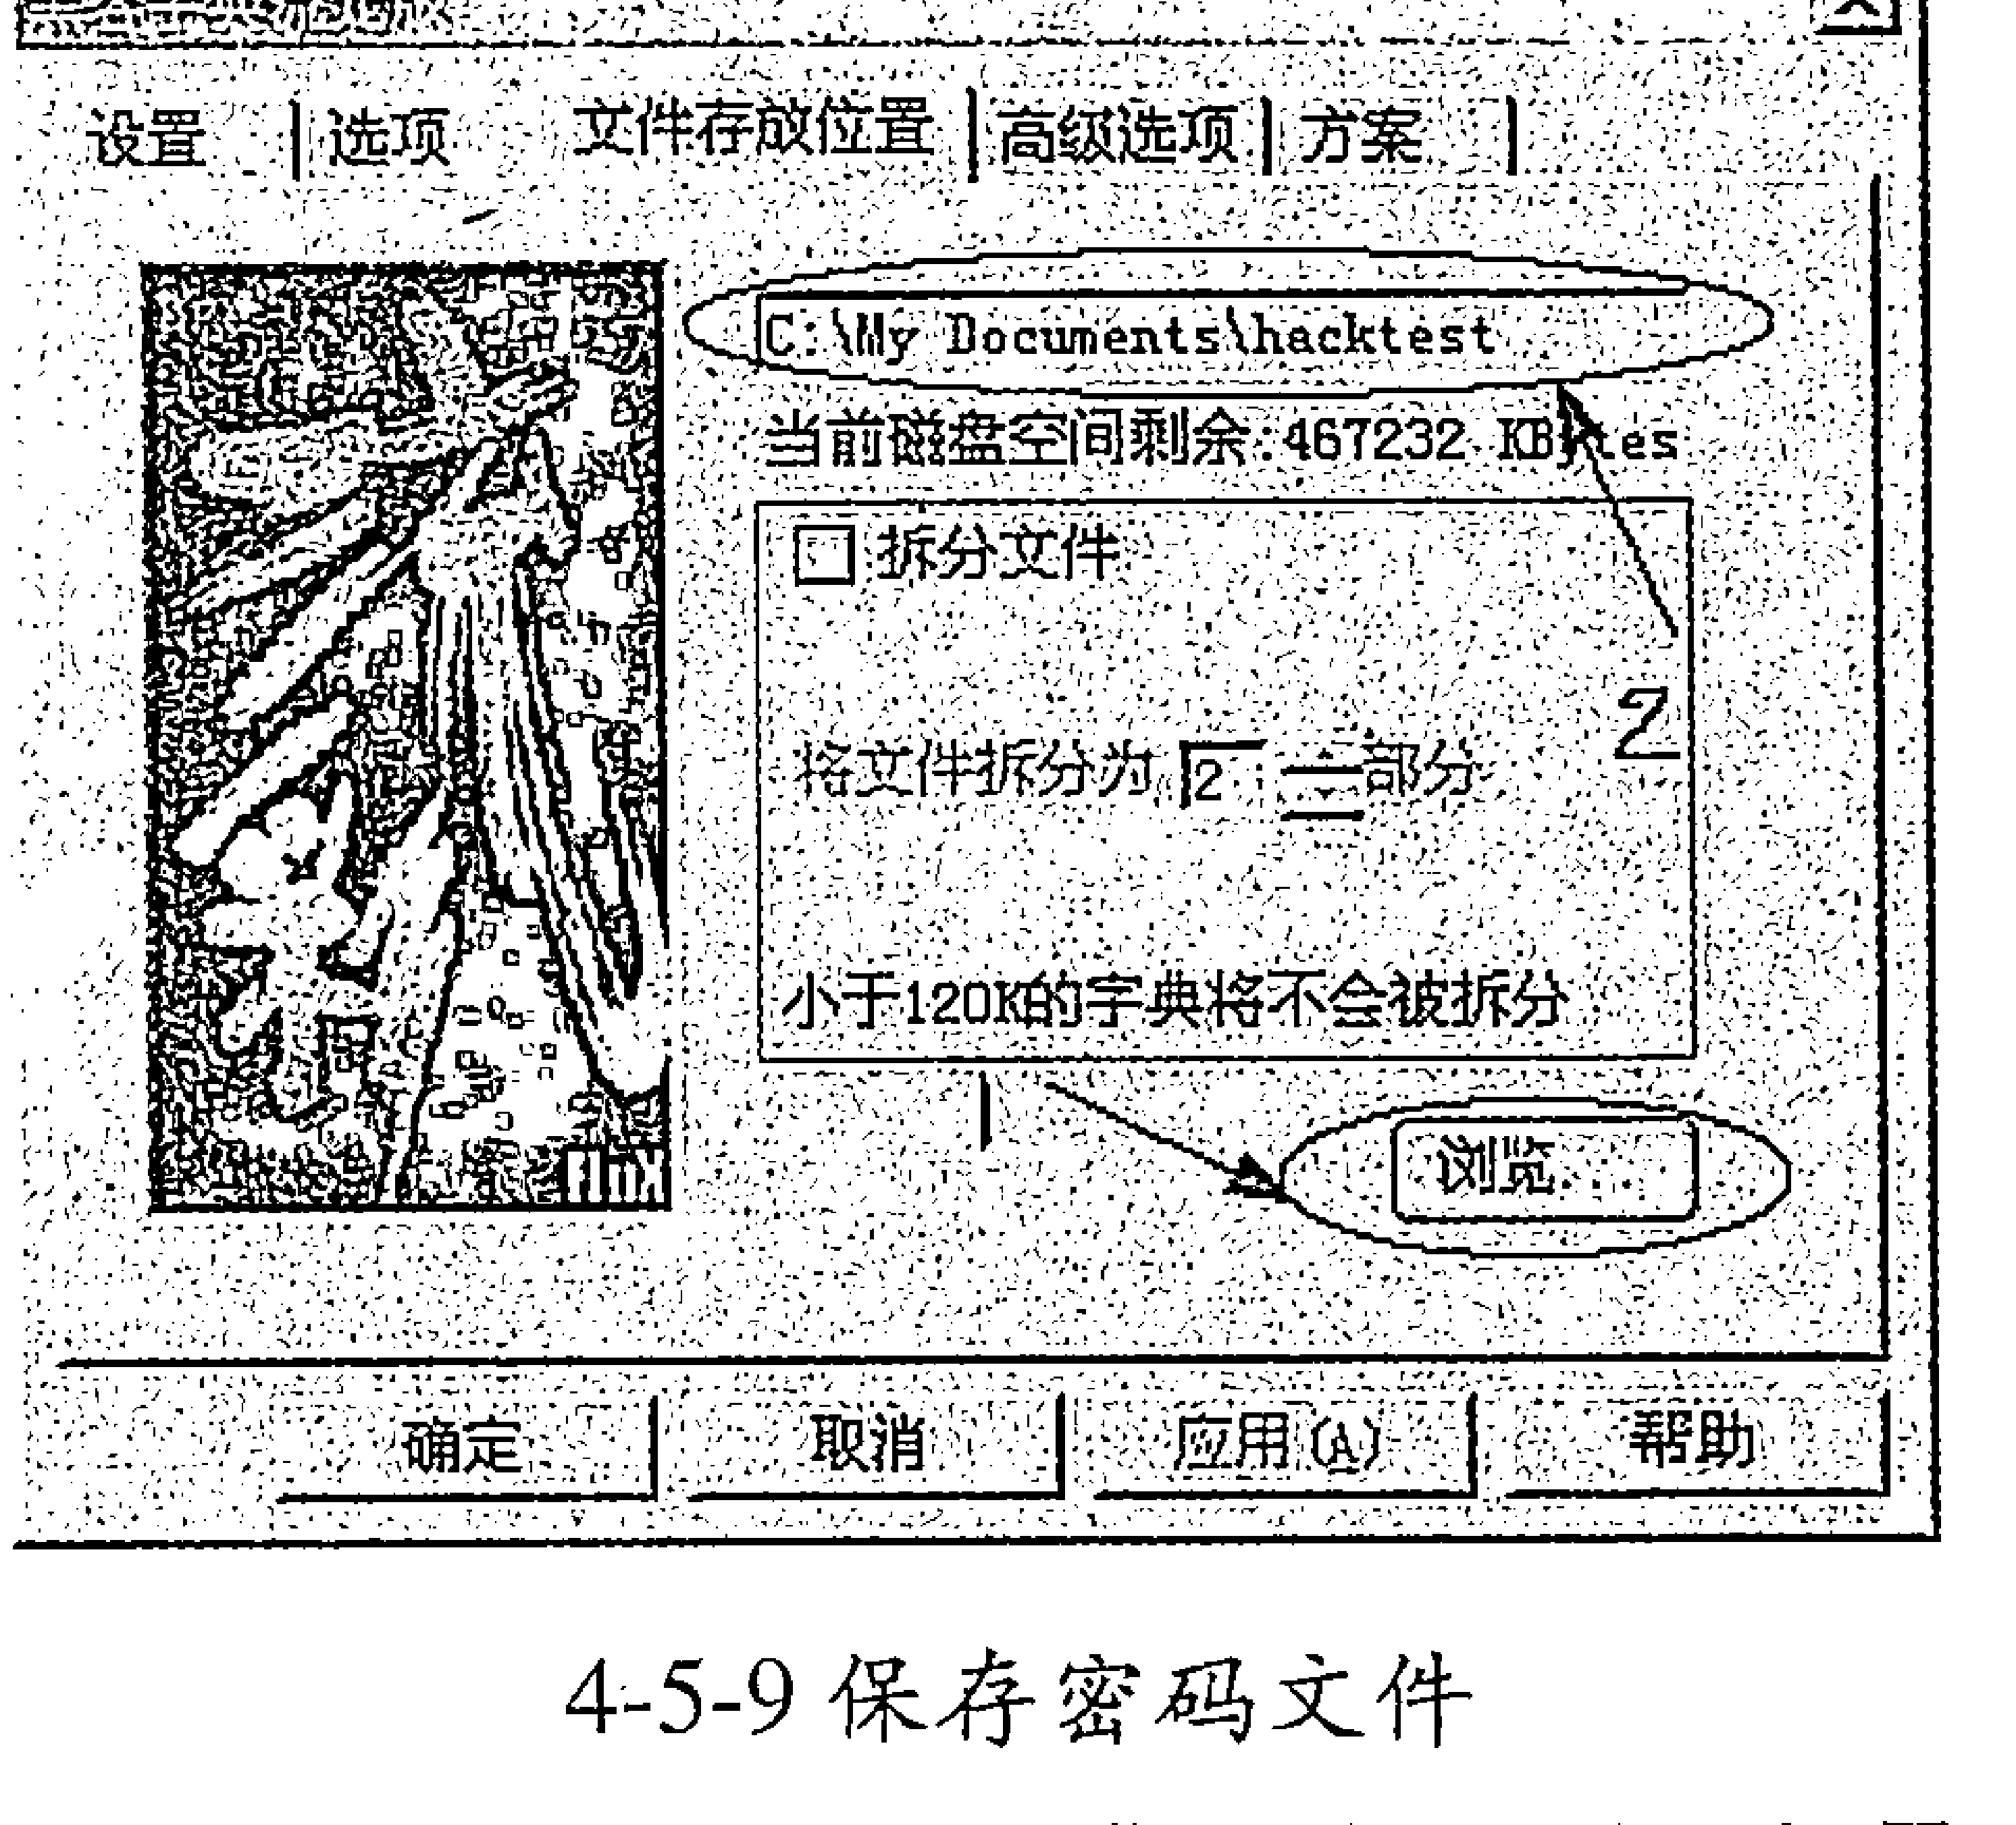 设置 选项 文件存放位置 高级选项 方案
C:\My Documents\hacktest
当前磁盘空间剩余:467232 KBytes
拆分文件
2
将文件拆分为 2 部分
小于120K的字典将不会被拆分
1
浏览
确定 取消 应用(A) 帮助
4-5-9 保存密码文件